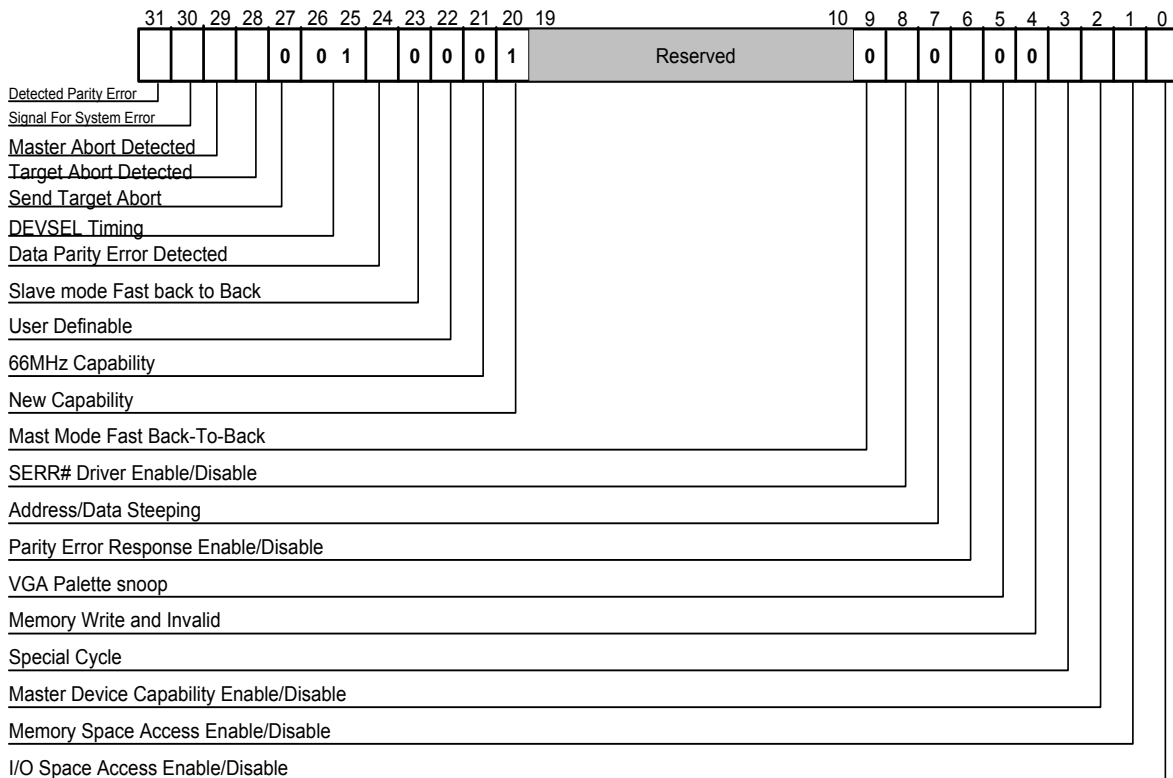 31 30 29 28 27 26 25 24 23 22 21 20 19 10 9 8 7 6 5 4 3 2 1 0
0 0 1 0 0 0 1 Reserved 0 0 0 0
Detected Parity Error
Signal For System Error
Master Abort Detected
Target Abort Detected
Send Target Abort
DEVSEL Timing
Data Parity Error Detected
Slave mode Fast back to Back
User Definable
66MHz Capability
New Capability
Mast Mode Fast Back-To-Back
SERR# Driver Enable/Disable
Address/Data Steeping
Parity Error Response Enable/Disable
VGA Palette snoop
Memory Write and Invalid
Special Cycle
Master Device Capability Enable/Disable
Memory Space Access Enable/Disable
I/O Space Access Enable/Disable